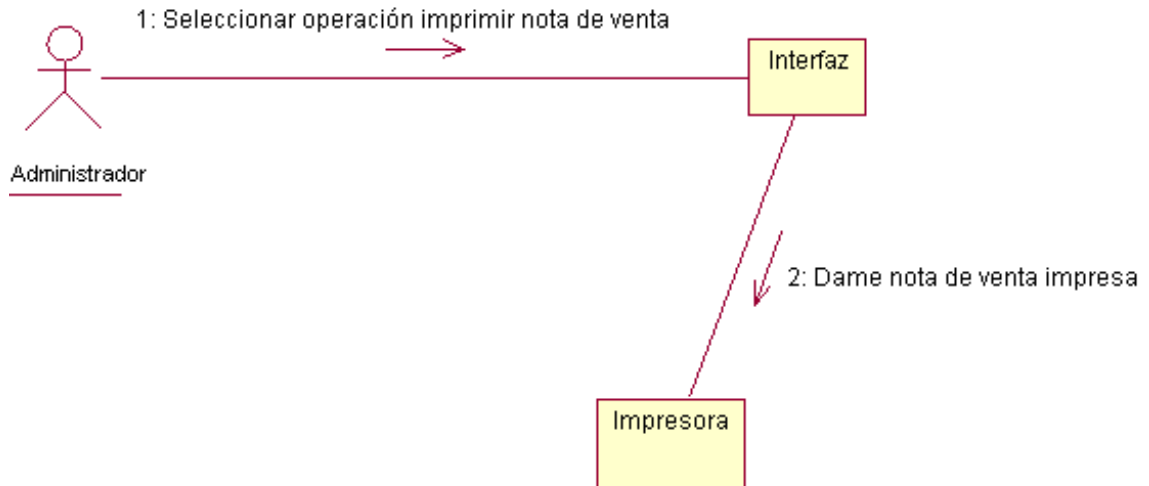 1: Seleccionar operación imprimir nota de venta
Interfaz
Administrador
2: Dame nota de venta impresa
Impresora